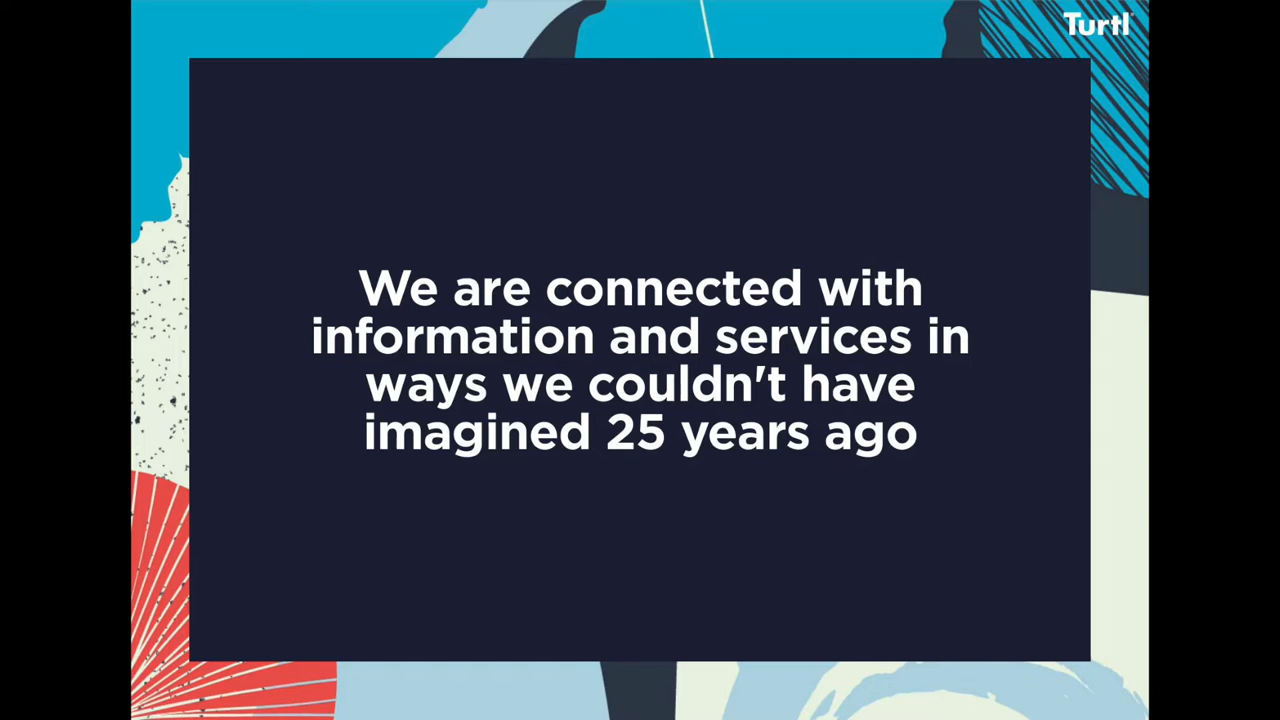 Turtl
We are connected with
information and services in
ways we couldn't have
imagined 25 years ago